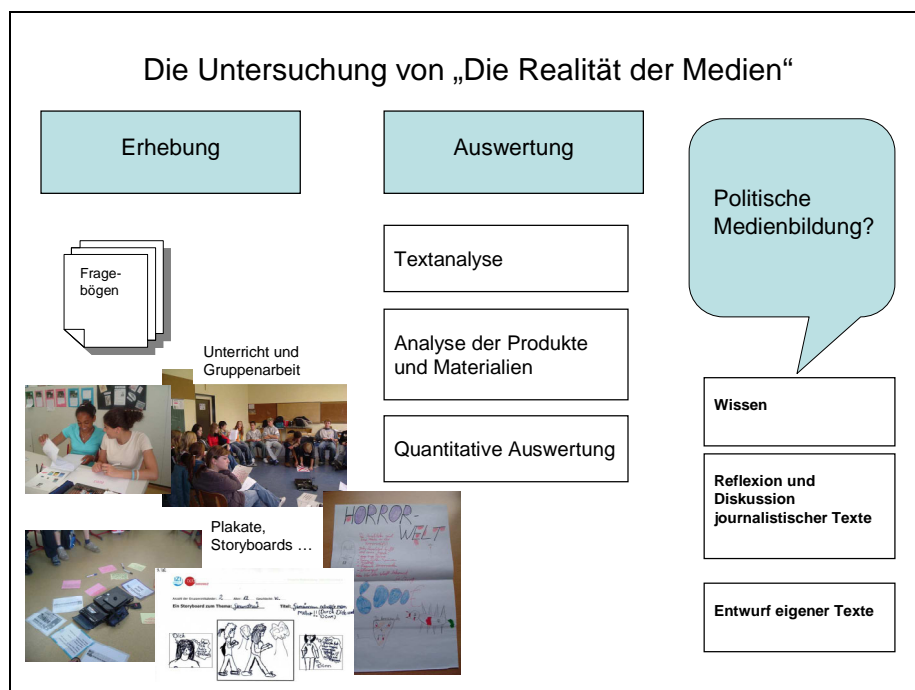 Die Untersuchung von „Die Realität der Medien“
Erhebung
Frage-
bögen
Unterricht und
Gruppenarbeit
Plakate,
Storyboards …
HORROR-
WELT
Ein Storyboard zum Thema:
Titel:
Dick
Dünn
Auswertung
Textanalyse
Analyse der Produkte
und Materialien
Quantitative Auswertung
Politische
Medienbildung?
Wissen
Reflexion und
Diskussion
journalistischer Texte
Entwurf eigener Texte